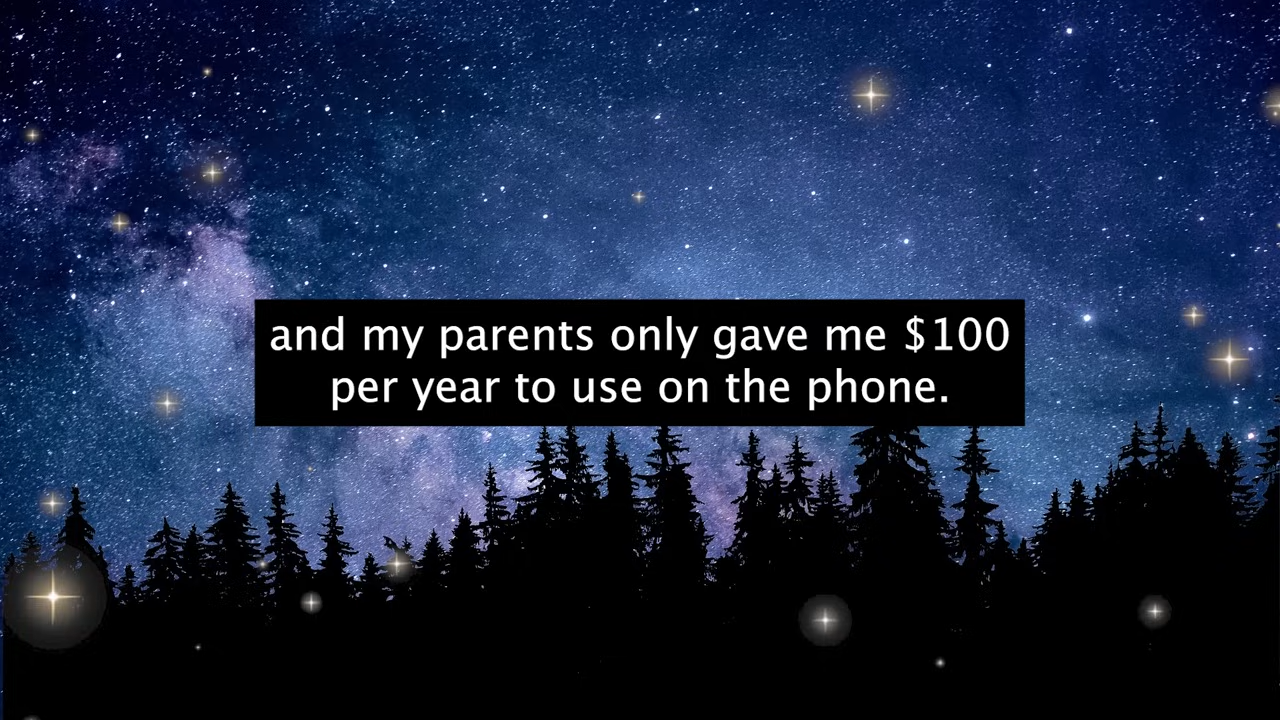 and my parents only gave me $100
per year to use on the phone.